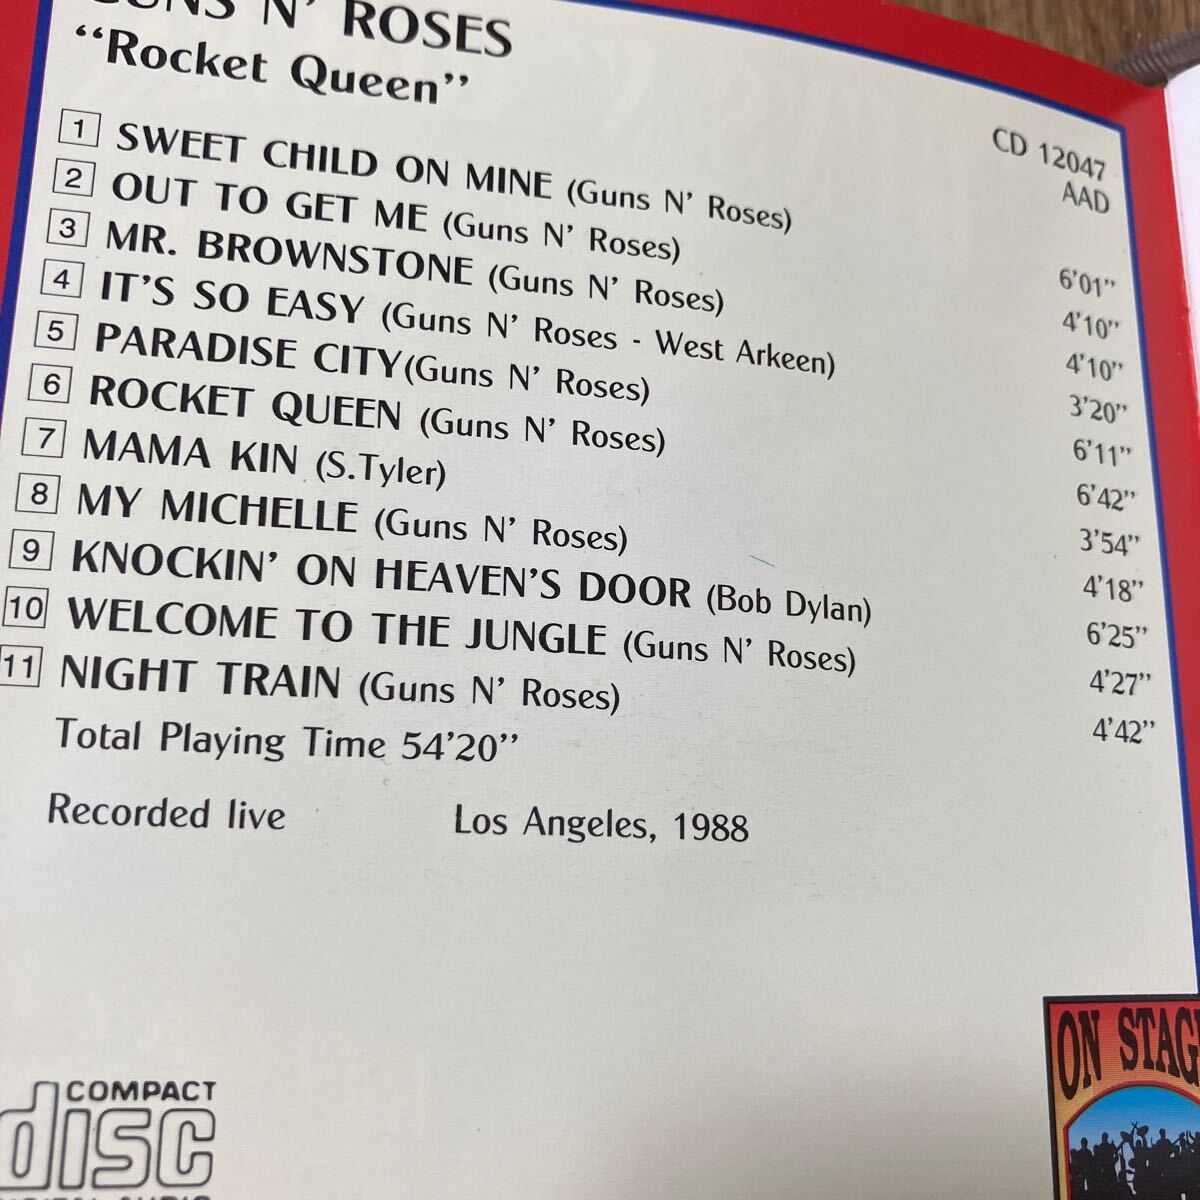 GUNS N' ROSES
“Rocket Queen”
CD 12047
AAD
1 SWEET CHILD ON MINE (Guns N' Roses) 6'01”
2 OUT TO GET ME (Guns N' Roses) 4'10”
3 MR. BROWNSTONE (Guns N' Roses) 4'10”
4 IT'S SO EASY (Guns N' Roses - West Arkeen) 3'20”
5 PARADISE CITY(Guns N' Roses) 6'11”
6 ROCKET QUEEN (Guns N' Roses) 6'42”
7 MAMA KIN (S.Tyler) 3'54”
8 MY MICHELLE (Guns N' Roses) 4'18”
9 KNOCKIN' ON HEAVEN'S DOOR (Bob Dylan) 6'25”
10 WELCOME TO THE JUNGLE (Guns N' Roses) 4'27”
11 NIGHT TRAIN (Guns N' Roses) 4'42”
Total Playing Time 54'20”
Recorded live Los Angeles, 1988
ON STAGE
COMPACT
disc
DIGITAL AUDIO